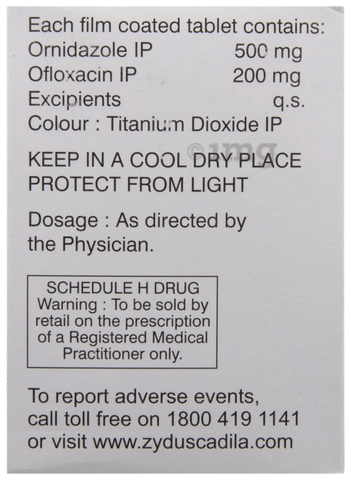 Each film coated tablet contains:
Ornidazole IP 500 mg
Ofloxacin IP 200 mg
Excipients q.s.
Colour : Titanium Dioxide IP
1mg
KEEP IN A COOL DRY PLACE
PROTECT FROM LIGHT
Dosage : As directed by
the Physician.
SCHEDULE H DRUG
Warning : To be sold by
retail on the prescription
of a Registered Medical
Practitioner only.
To report adverse events,
call toll free on 1800 419 1141
or visit www.zyduscadila.com